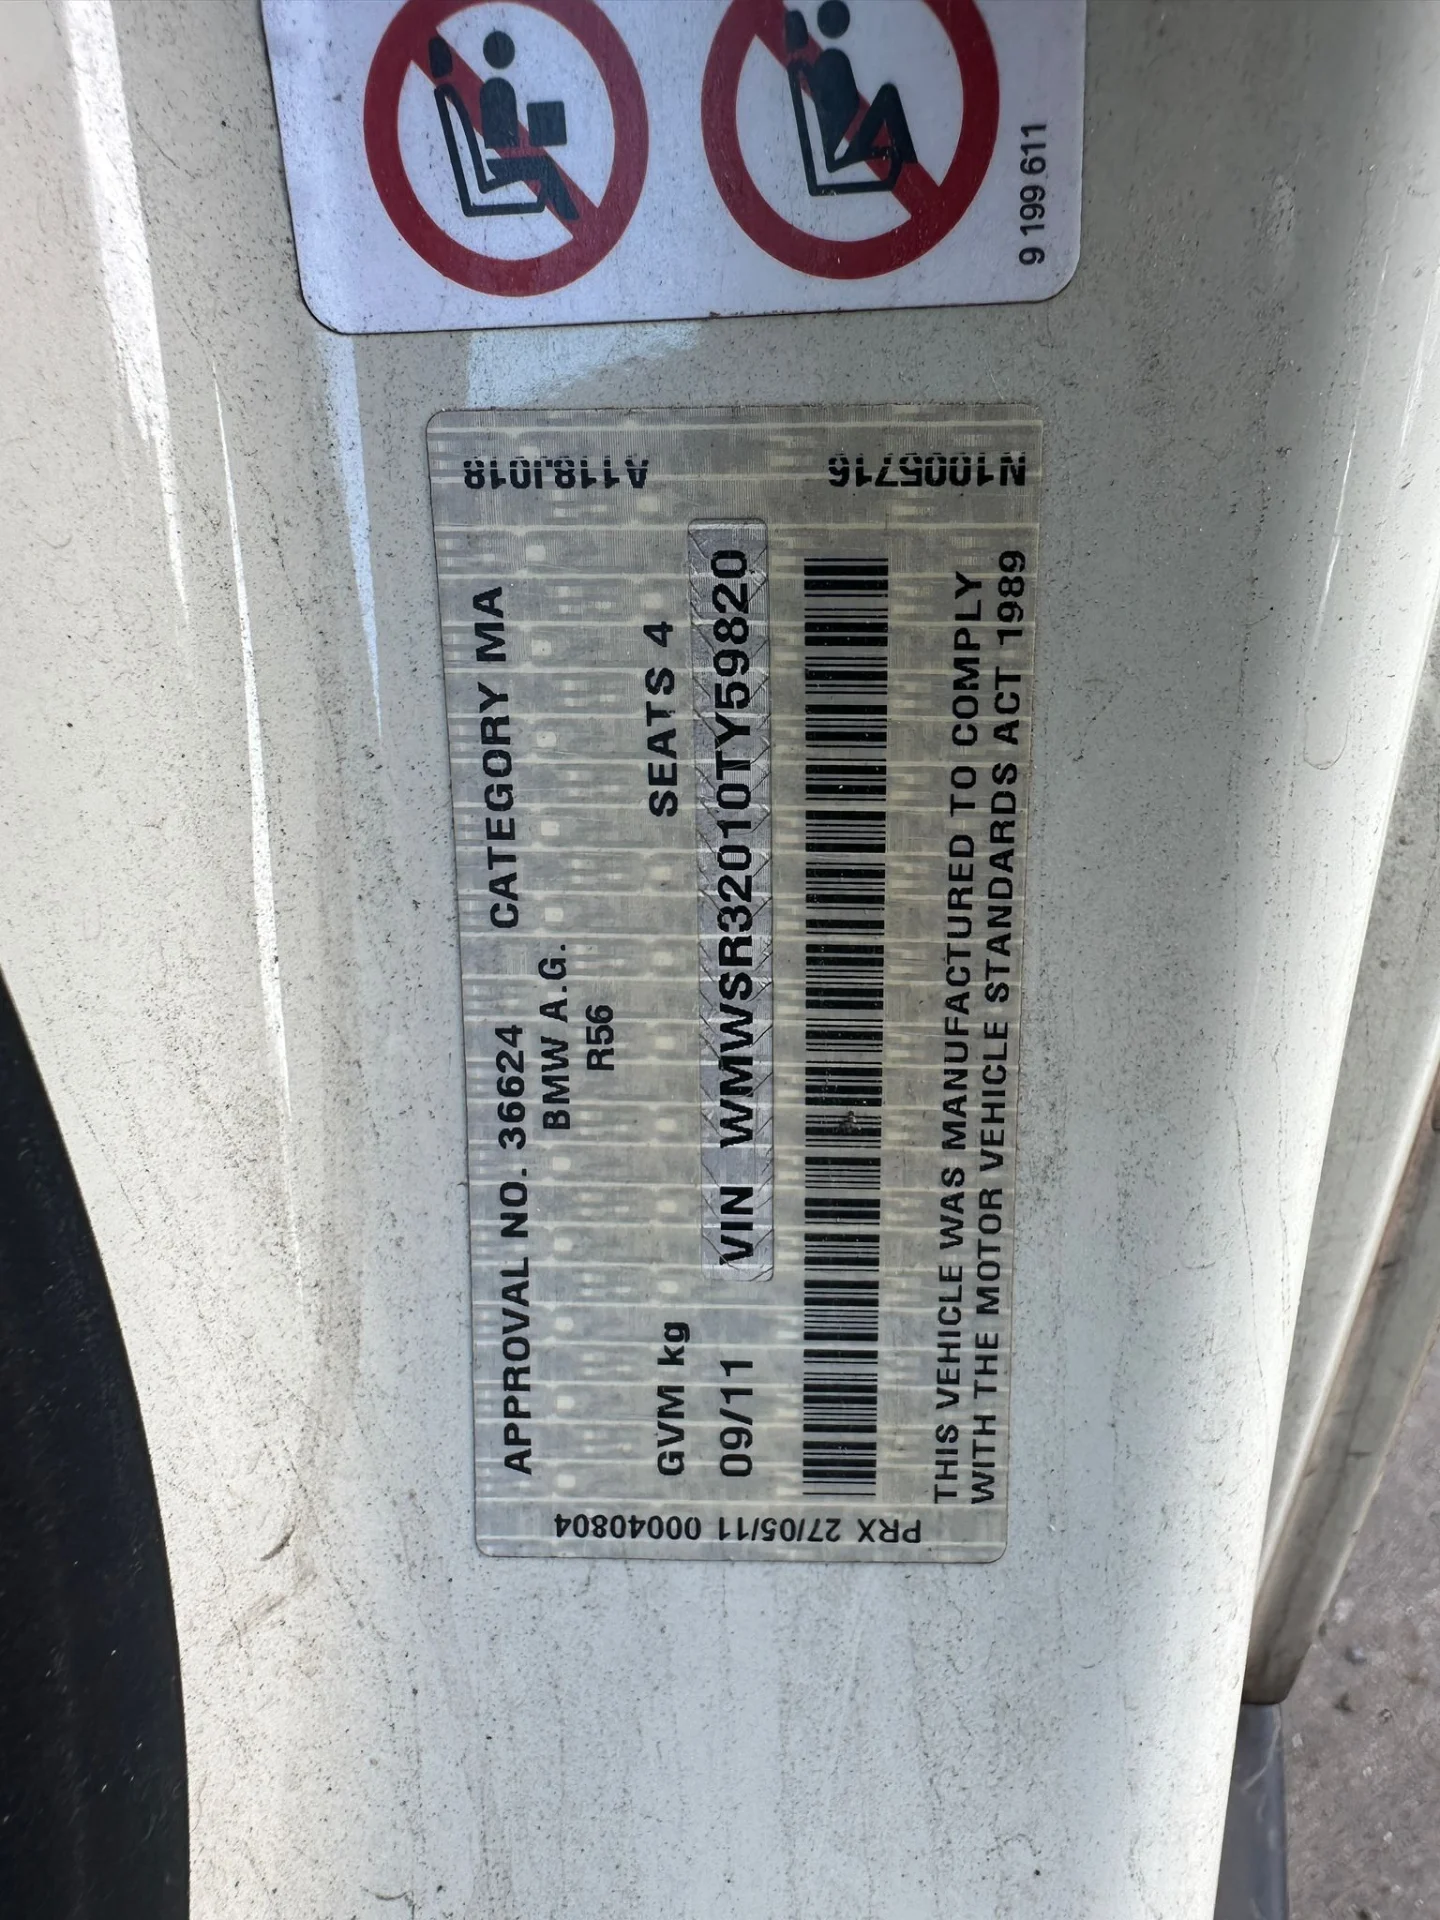 9 199 611
A118J018
N1005716
APPROVAL NO. 36624 CATEGORY MA
BMW A.G.
R56
GVM kg SEATS 4
09/11 VIN WMWSR32010TY59820
THIS VEHICLE WAS MANUFACTURED TO COMPLY
WITH THE MOTOR VEHICLE STANDARDS ACT 1989
PRX 27/05/11 00040804